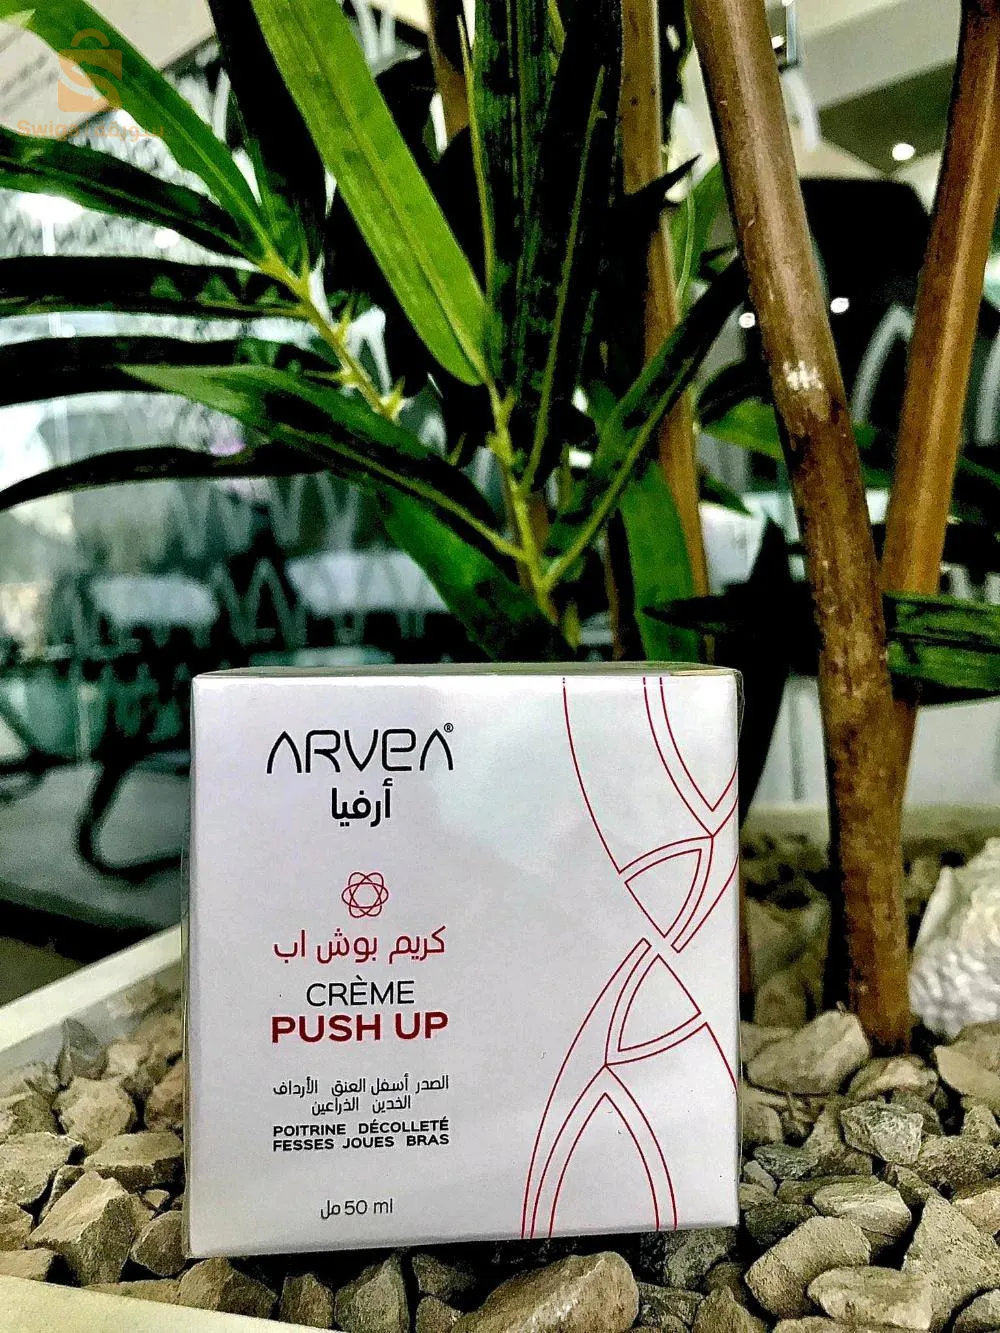 ARVEA®
أرفيا
كريم بوش اب
CRÈME
PUSH UP
الصدر أسفل العنق الأرداف
الخدين الذراعين
POITRINE DÉCOLLETÉ
FESSES JOUES BRAS
50 ml مل